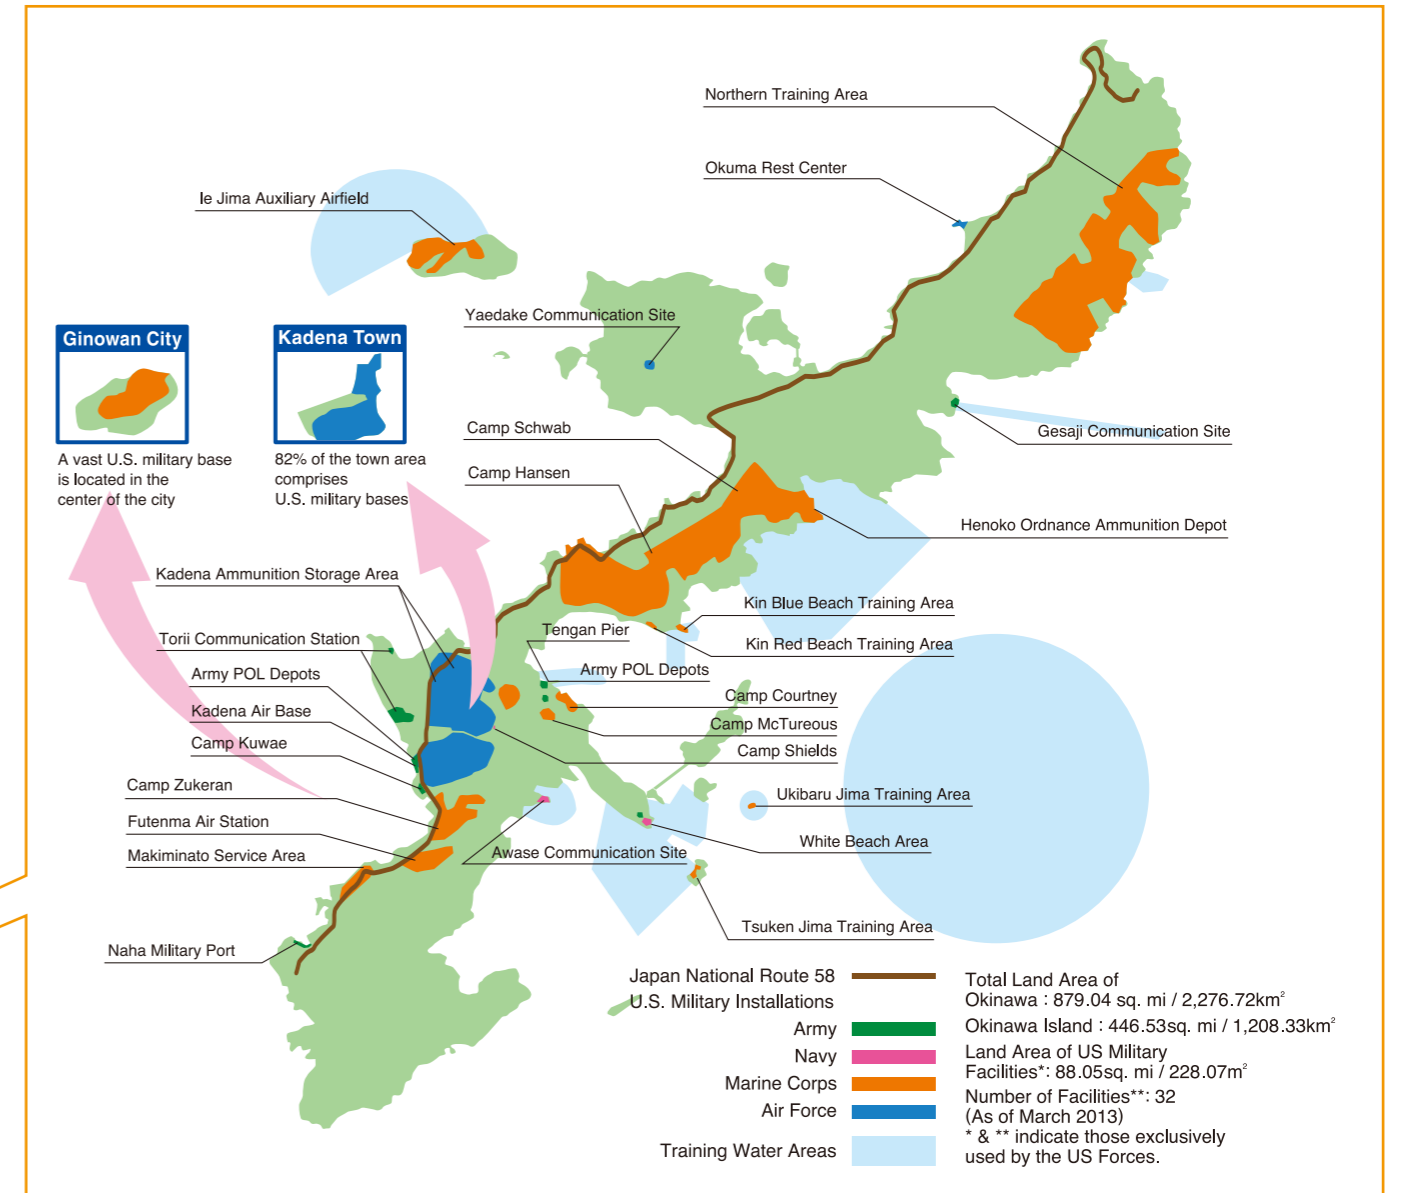 Northern Training Area
Okuma Rest Center
Ie Jima Auxiliary Airfield
Yaedake Communication Site
Ginowan City
A vast U.S. military base
is located in the
center of the city
Kadena Town
82% of the town area
comprises
U.S. military bases
Camp Schwab
Gesaji Communication Site
Camp Hansen
Henoko Ordnance Ammunition Depot
Kadena Ammunition Storage Area
Kin Blue Beach Training Area
Tengan Pier
Torii Communication Station
Kin Red Beach Training Area
Army POL Depots
Army POL Depots
Camp Courtney
Kadena Air Base
Camp McTureous
Camp Kuwae
Camp Shields
Camp Zukeran
Ukibaru Jima Training Area
Futenma Air Station
White Beach Area
Makiminato Service Area
Awase Communication Site
Tsuken Jima Training Area
Naha Military Port
Japan National Route 58
U.S. Military Installations
Army
Navy
Marine Corps
Air Force
Training Water Areas
Total Land Area of
Okinawa : 879.04 sq. mi / 2,276.72km²
Okinawa Island : 446.53sq. mi / 1,208.33km²
Land Area of US Military
Facilities*: 88.05sq. mi / 228.07m²
Number of Facilities**: 32
(As of March 2013)
* & ** indicate those exclusively
used by the US Forces.